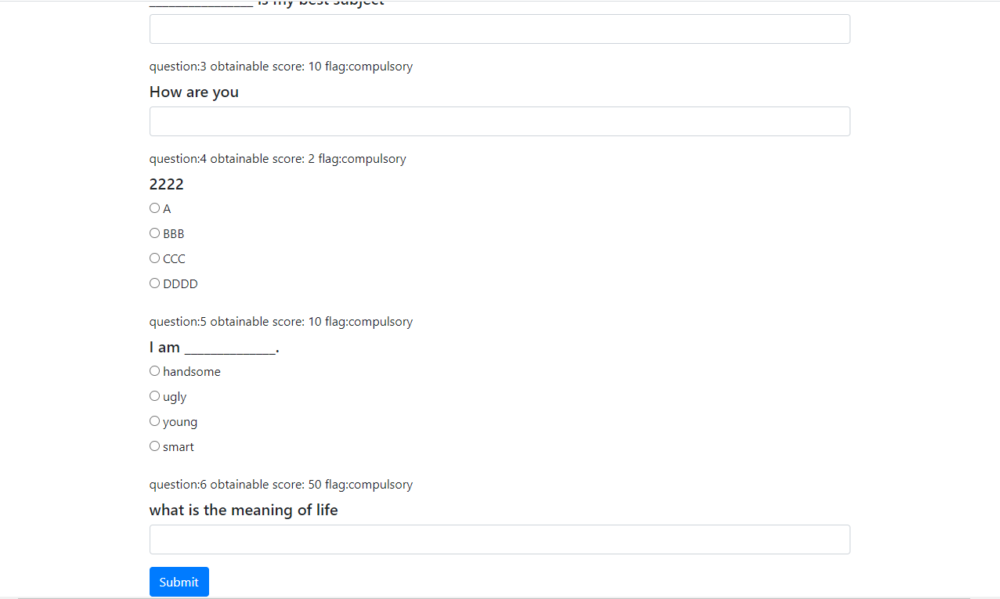 ________________ is my best subject
question:3 obtainable score: 10 flag:compulsory
How are you
question:4 obtainable score: 2 flag:compulsory
2222
A
BBB
CCC
DDDD
question:5 obtainable score: 10 flag:compulsory
I am ______________.
handsome
ugly
young
smart
question:6 obtainable score: 50 flag:compulsory
what is the meaning of life
Submit